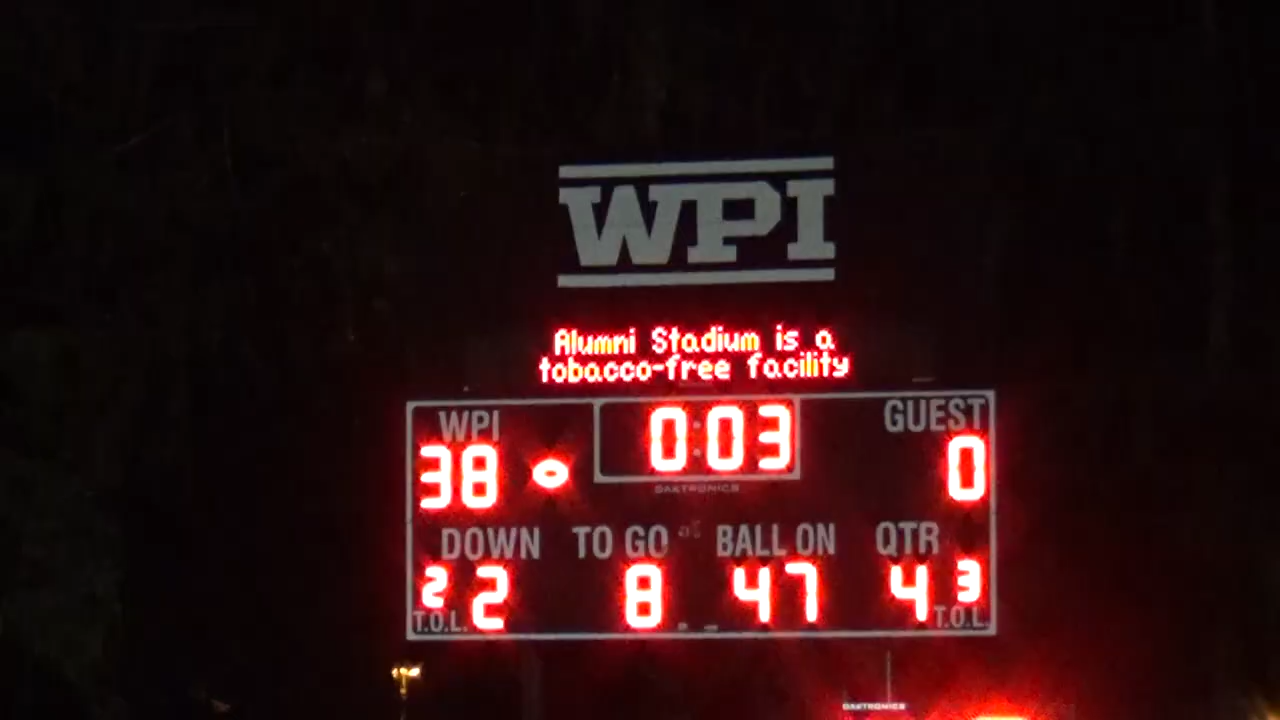 WPI
Alumni Stadium is a
tobacco-free facility
WPI 0:03 GUEST
38 0
DAKTRONICS
DOWN TO GO BALL ON QTR
2 2 8 47 4 3
T.O.L. T.O.L.
DAKTRONICS